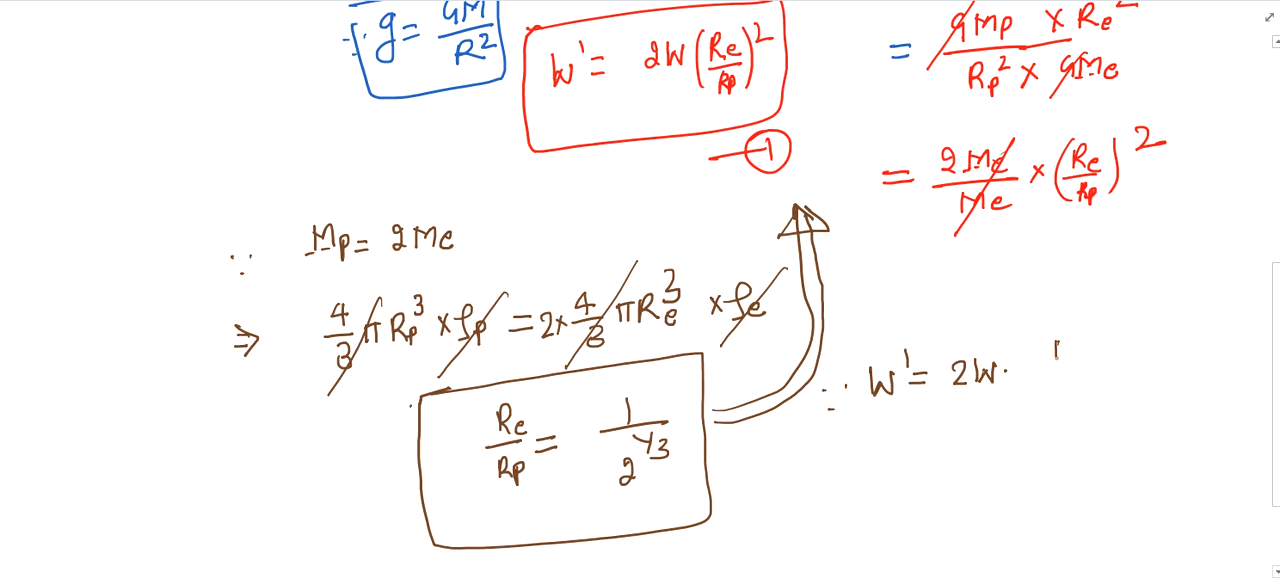 ∵ g = GM/R²
W' = 2W (Re/Rp)²
—①
= GMp × Re² / Rp² × GMe
= 2Me/Me × (Re/Rp)²
∵ Mp = 2Me
⇒ 4/3 πRp³ × ρp = 2 × 4/3 πRe³ × ρe
Re/Rp = 1/2^(1/3)
∵ W' = 2W.